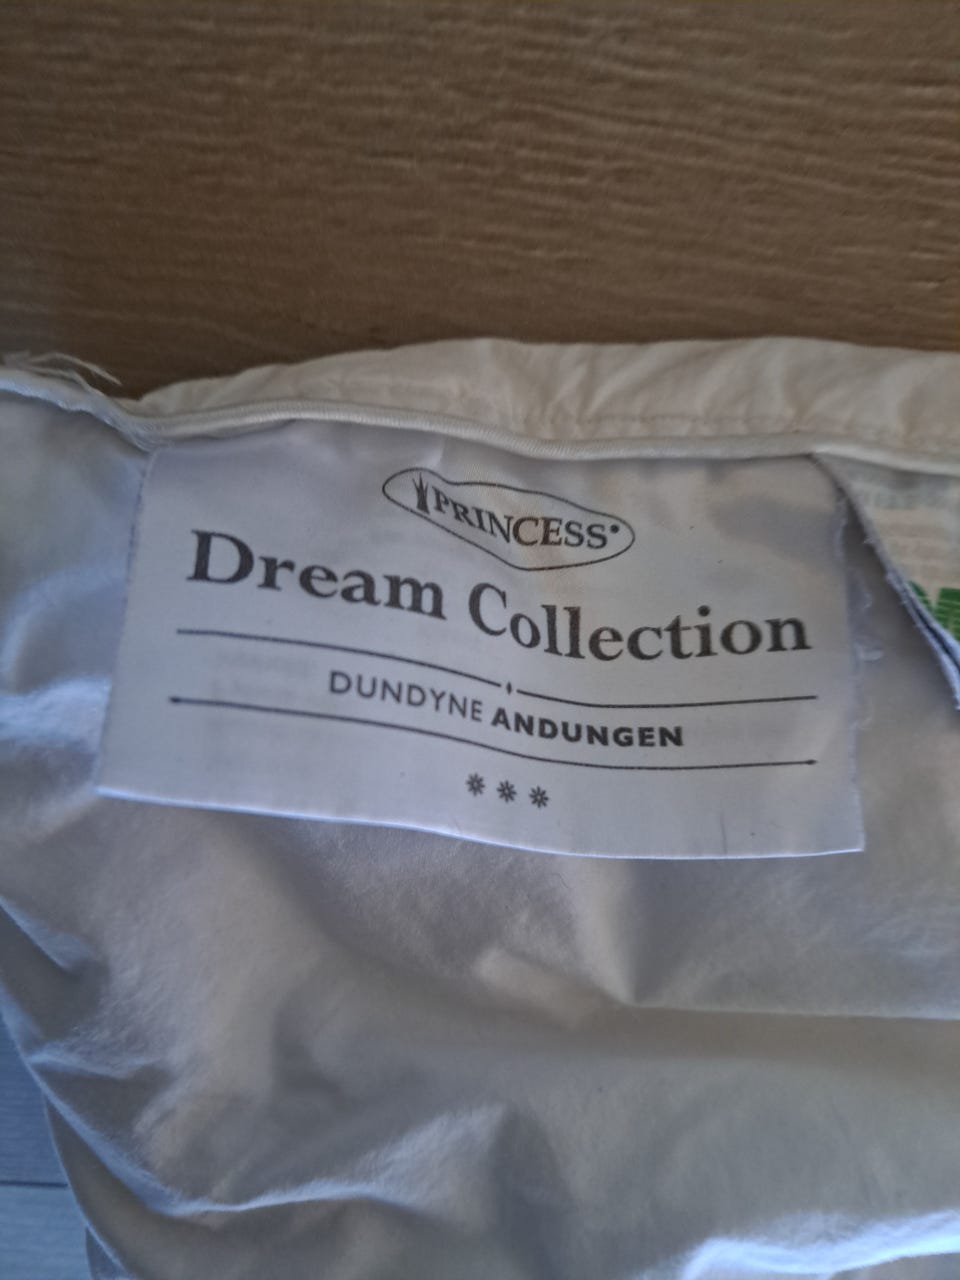 PRINCESS
Dream Collection
DUNDYNE ANDUNGEN
***